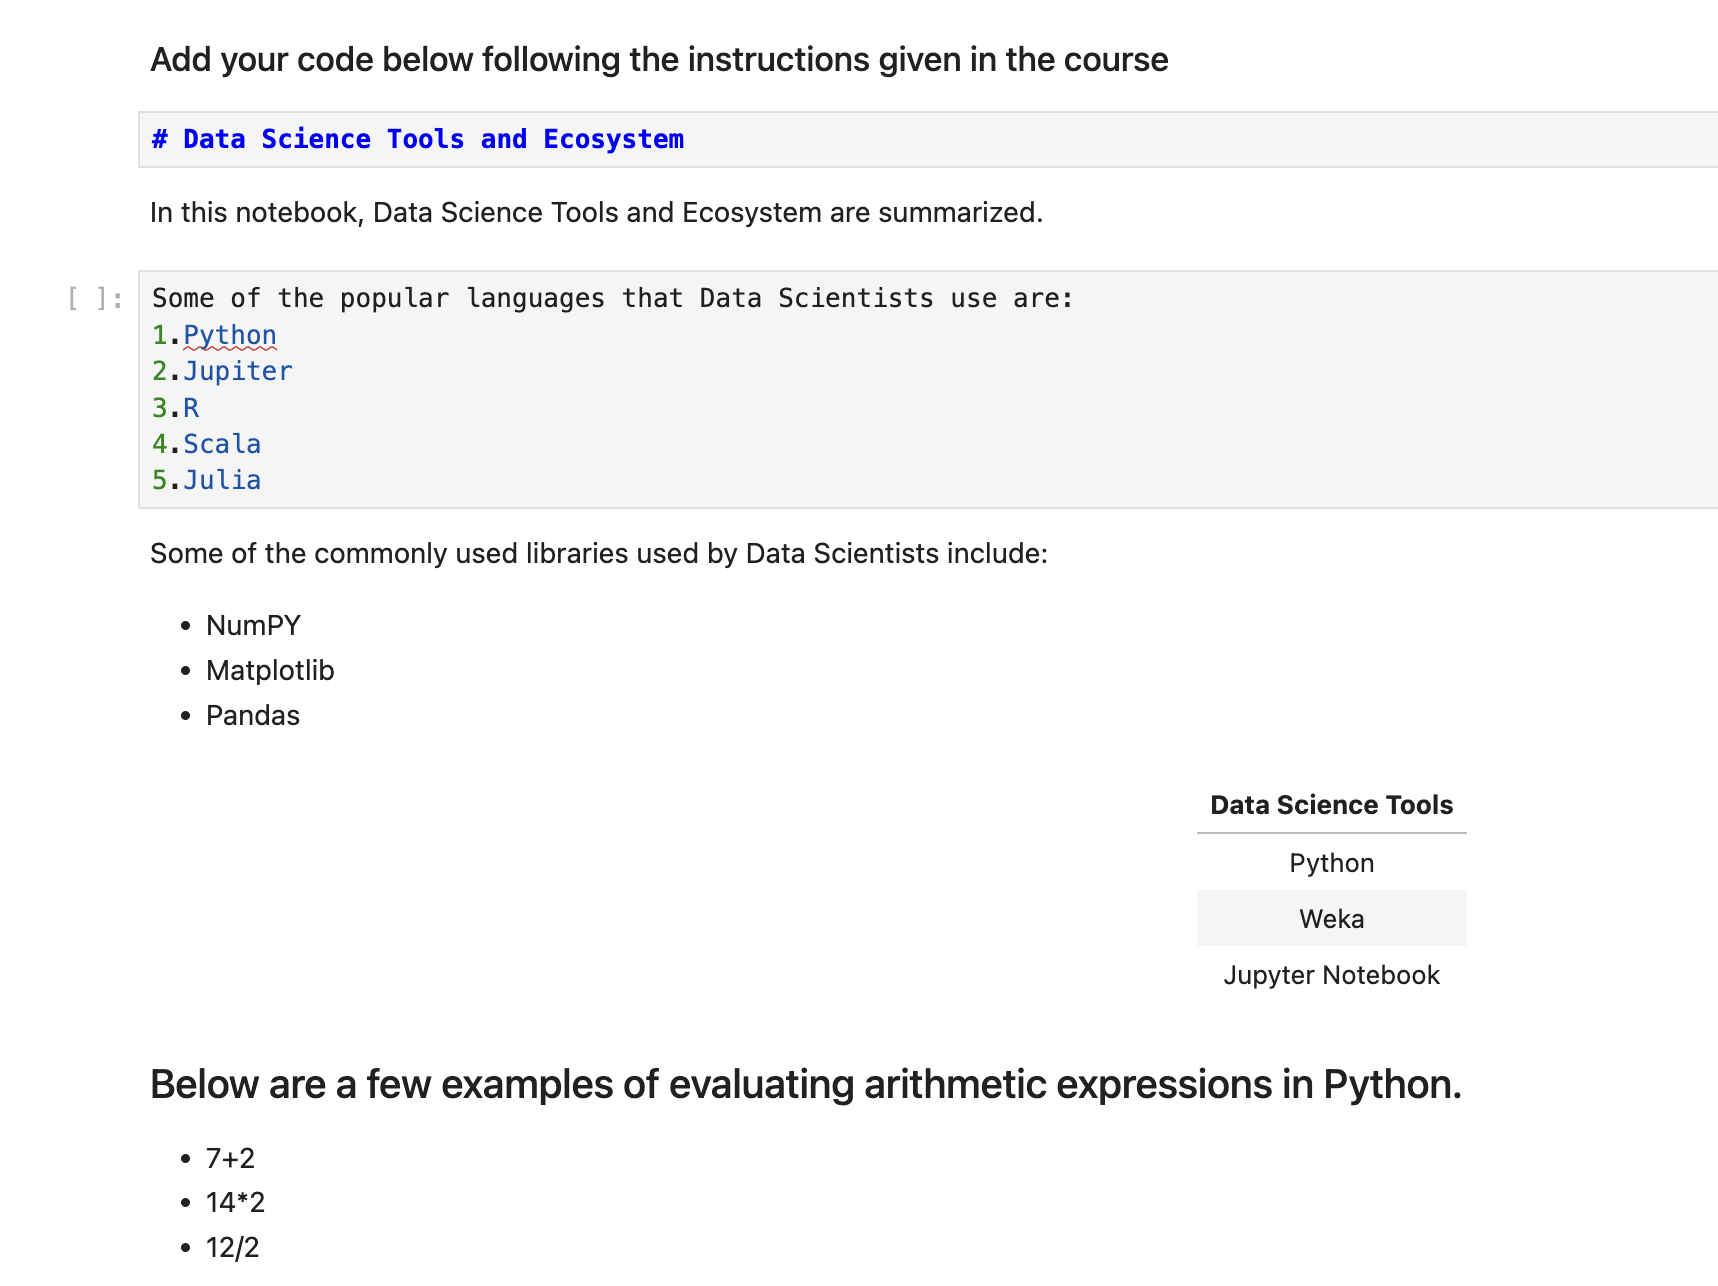 Add your code below following the instructions given in the course
# Data Science Tools and Ecosystem
In this notebook, Data Science Tools and Ecosystem are summarized.
[ ]: Some of the popular languages that Data Scientists use are:
1.Python
2.Jupiter
3.R
4.Scala
5.Julia
Some of the commonly used libraries used by Data Scientists include:
• NumPY
• Matplotlib
• Pandas
Data Science Tools
Python
Weka
Jupyter Notebook
Below are a few examples of evaluating arithmetic expressions in Python.
• 7+2
• 14*2
• 12/2